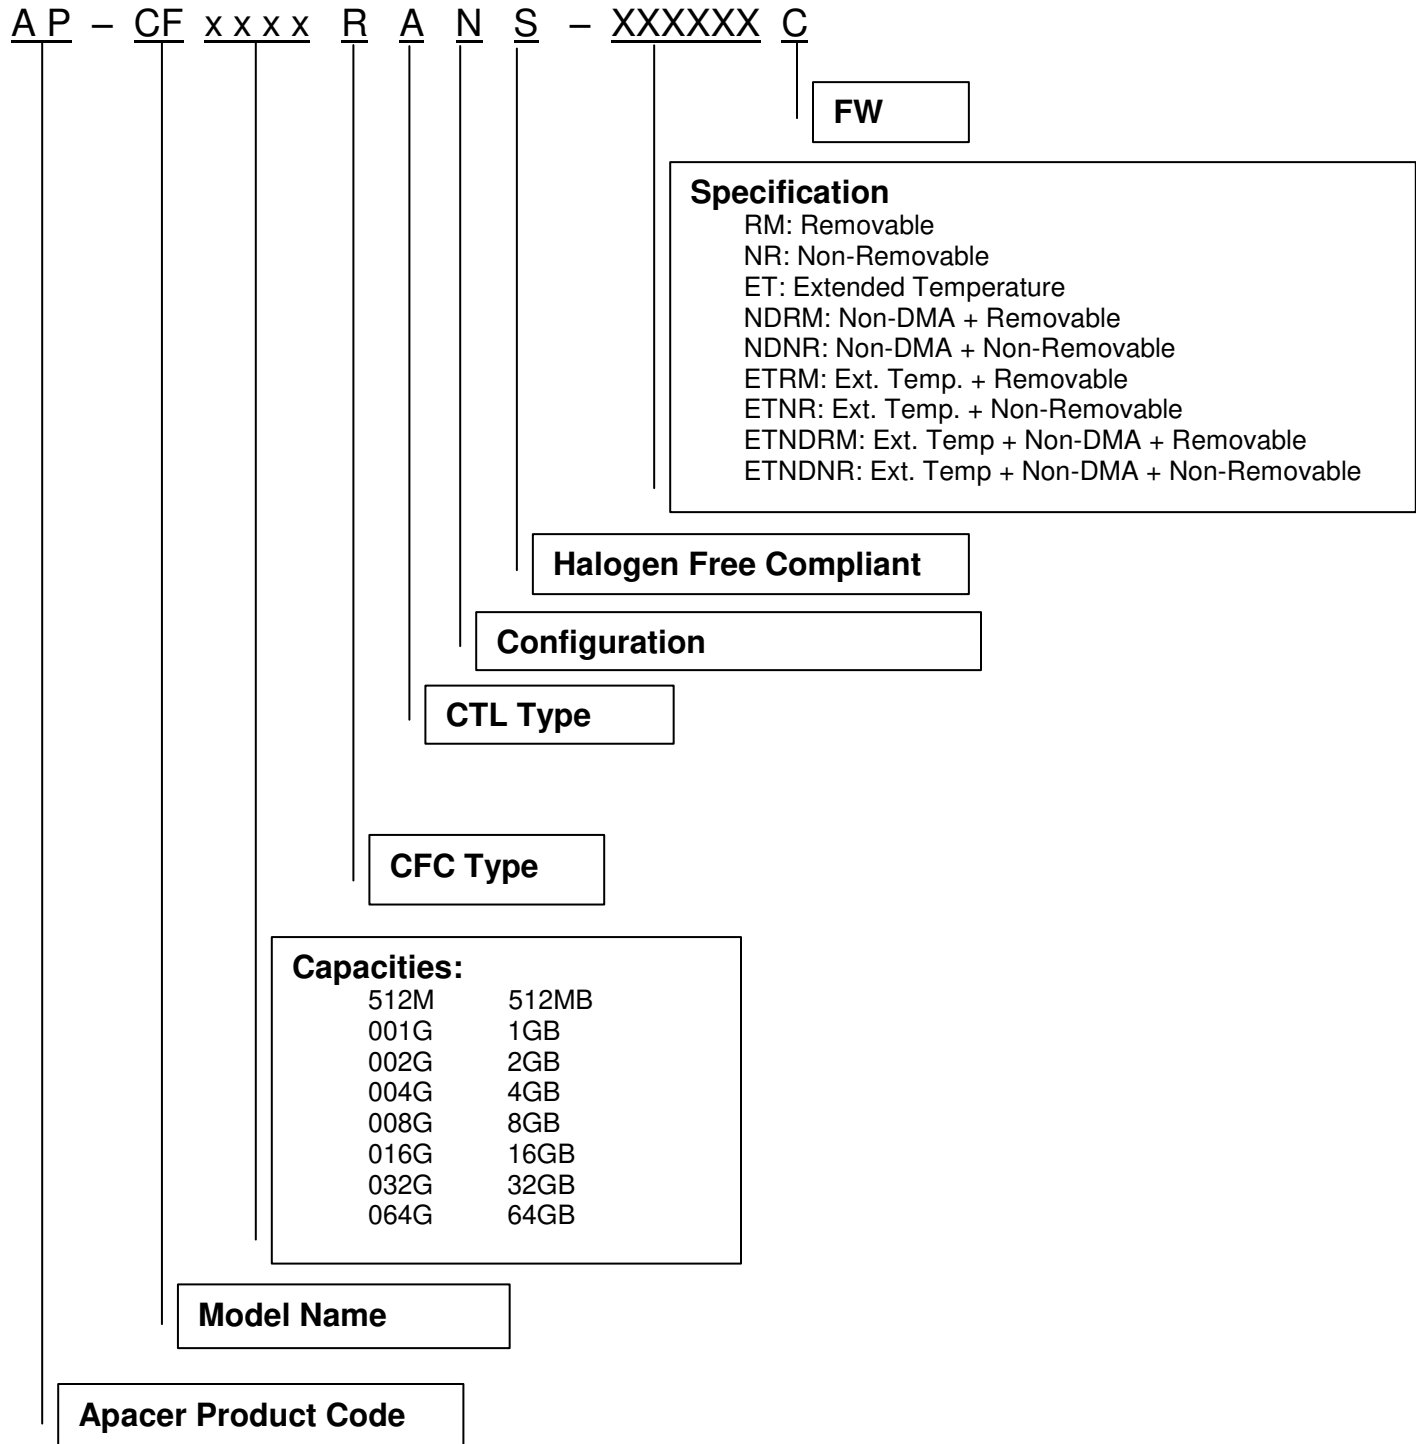 AP – CF xxxx R A N S – XXXXXX C
FW
Specification
RM: Removable
NR: Non-Removable
ET: Extended Temperature
NDRM: Non-DMA + Removable
NDNR: Non-DMA + Non-Removable
ETRM: Ext. Temp. + Removable
ETNR: Ext. Temp. + Non-Removable
ETNDRM: Ext. Temp + Non-DMA + Removable
ETNDNR: Ext. Temp + Non-DMA + Non-Removable
Halogen Free Compliant
Configuration
CTL Type
CFC Type
Capacities:
512M 512MB
001G 1GB
002G 2GB
004G 4GB
008G 8GB
016G 16GB
032G 32GB
064G 64GB
Model Name
Apacer Product Code